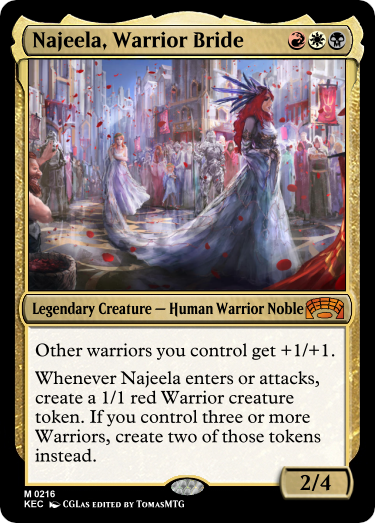 Najeela, Warrior Bride
Legendary Creature — Human Warrior Noble
Other warriors you control get +1/+1.
Whenever Najeela enters or attacks,
create a 1/1 red Warrior creature
token. If you control three or more
Warriors, create two of those tokens
instead.
2/4
M 0216
KEC CGLas edited by TomasMTG